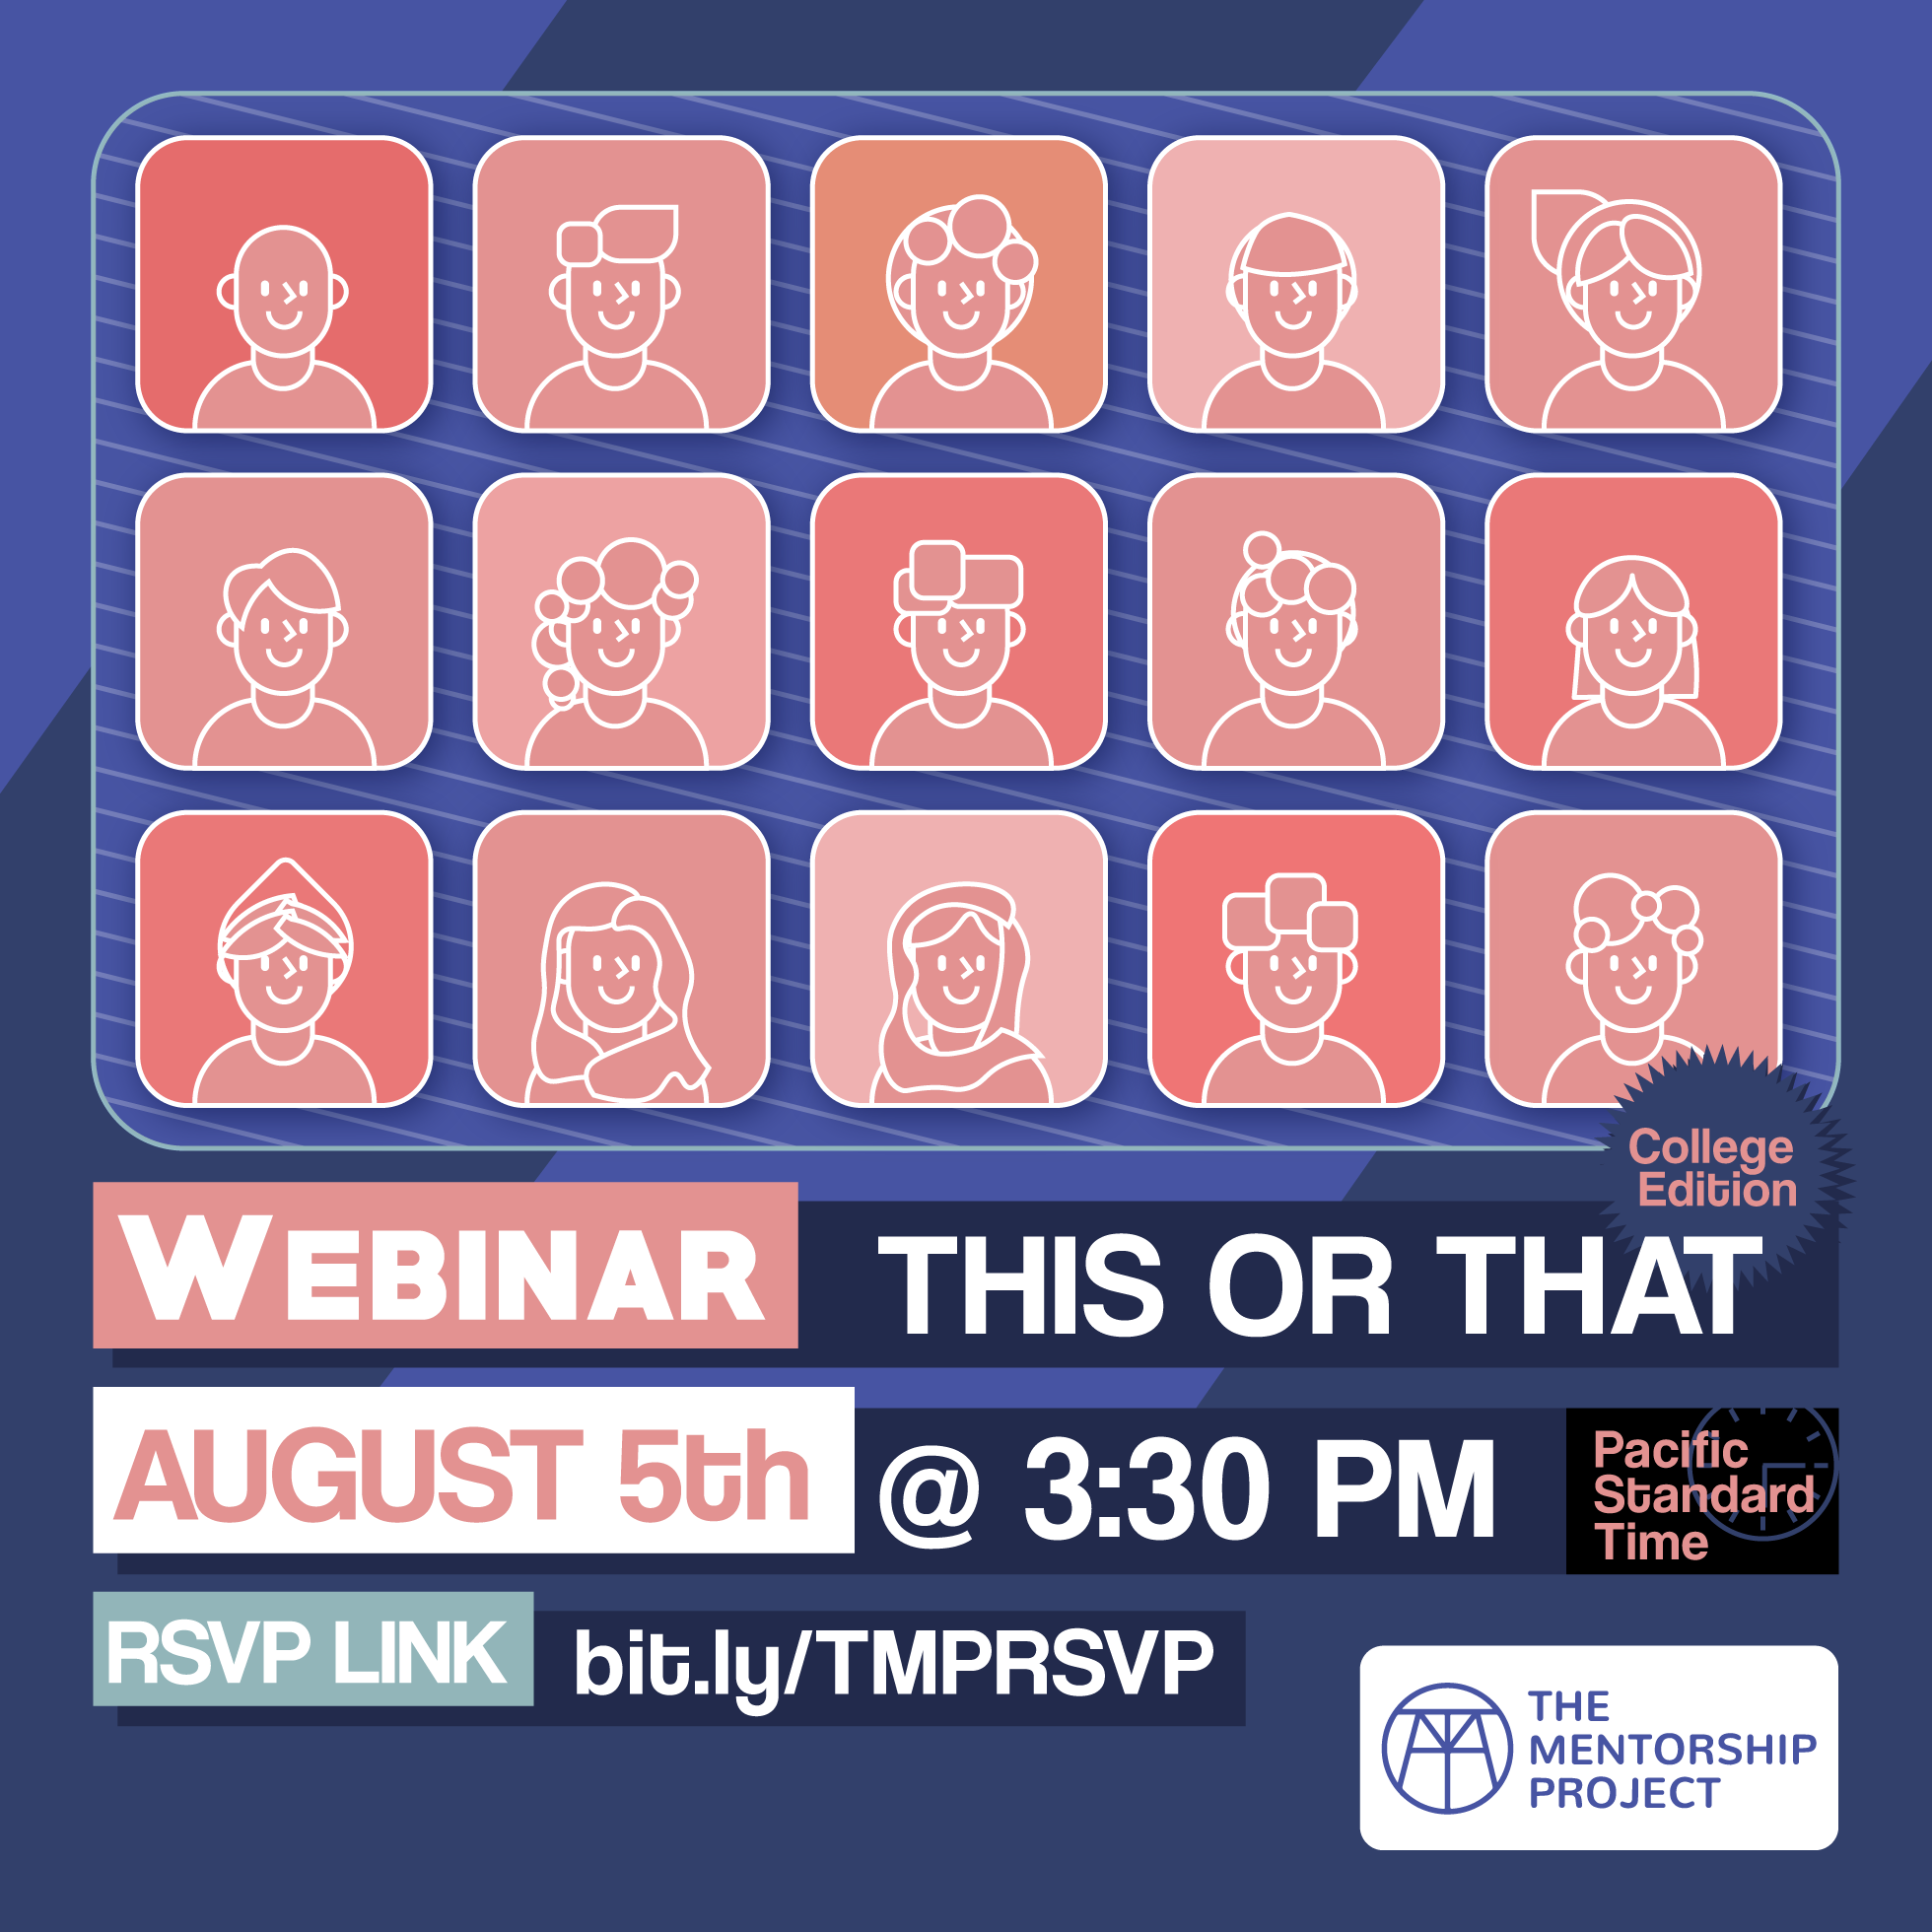 College
Edition
WEBINAR THIS OR THAT
AUGUST 5th @ 3:30 PM
Pacific
Standard
Time
RSVP LINK bit.ly/TMPRSVP
THE
MENTORSHIP
PROJECT